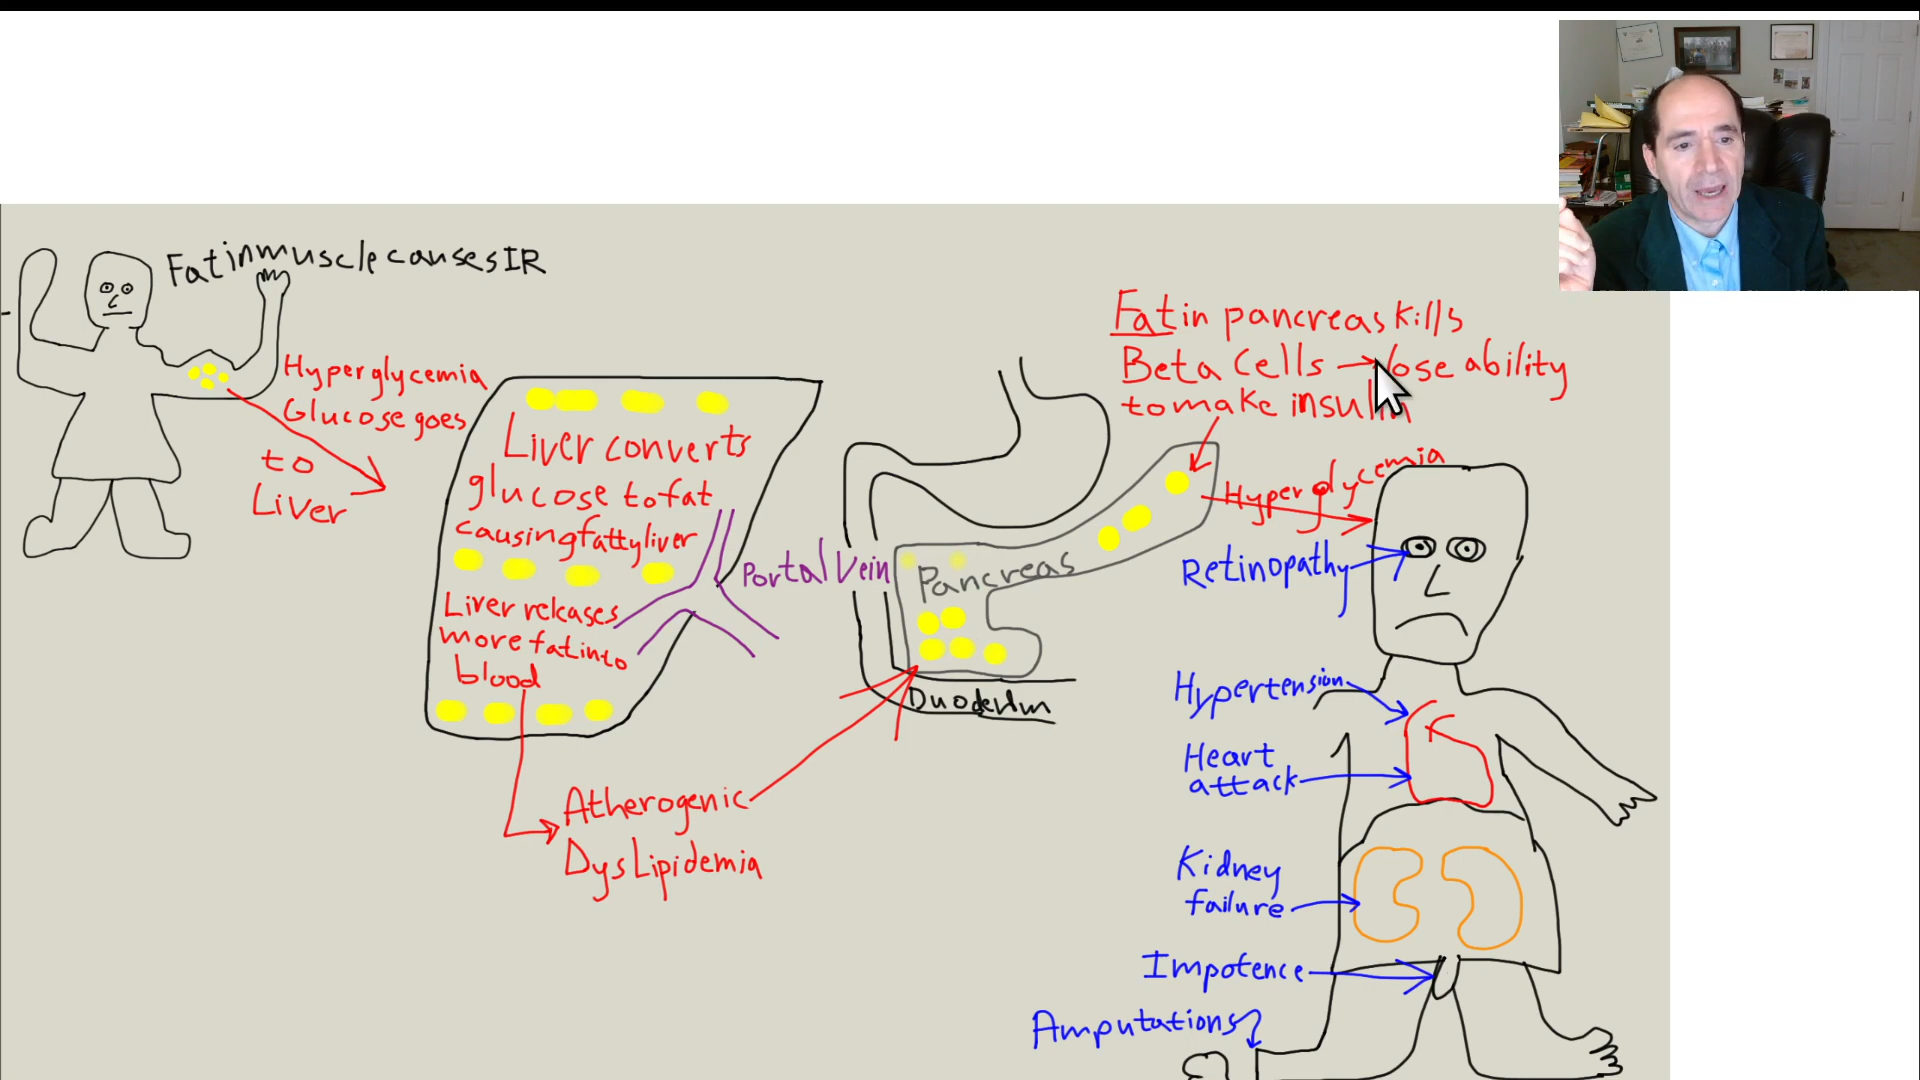 Fat in muscle causes IR
Hyperglycemia
Glucose goes
to
Liver
Liver converts
glucose to fat
causing fatty liver
Liver releases
more fat into
blood
Portal Vein
Atherogenic
DysLipidemia
Pancreas
Duodenum
Fat in pancreas kills
Beta Cells → lose ability
to make insulin
Hyperglycemia
Retinopathy
Hypertension
Heart
attack
Kidney
failure
Impotence
Amputations